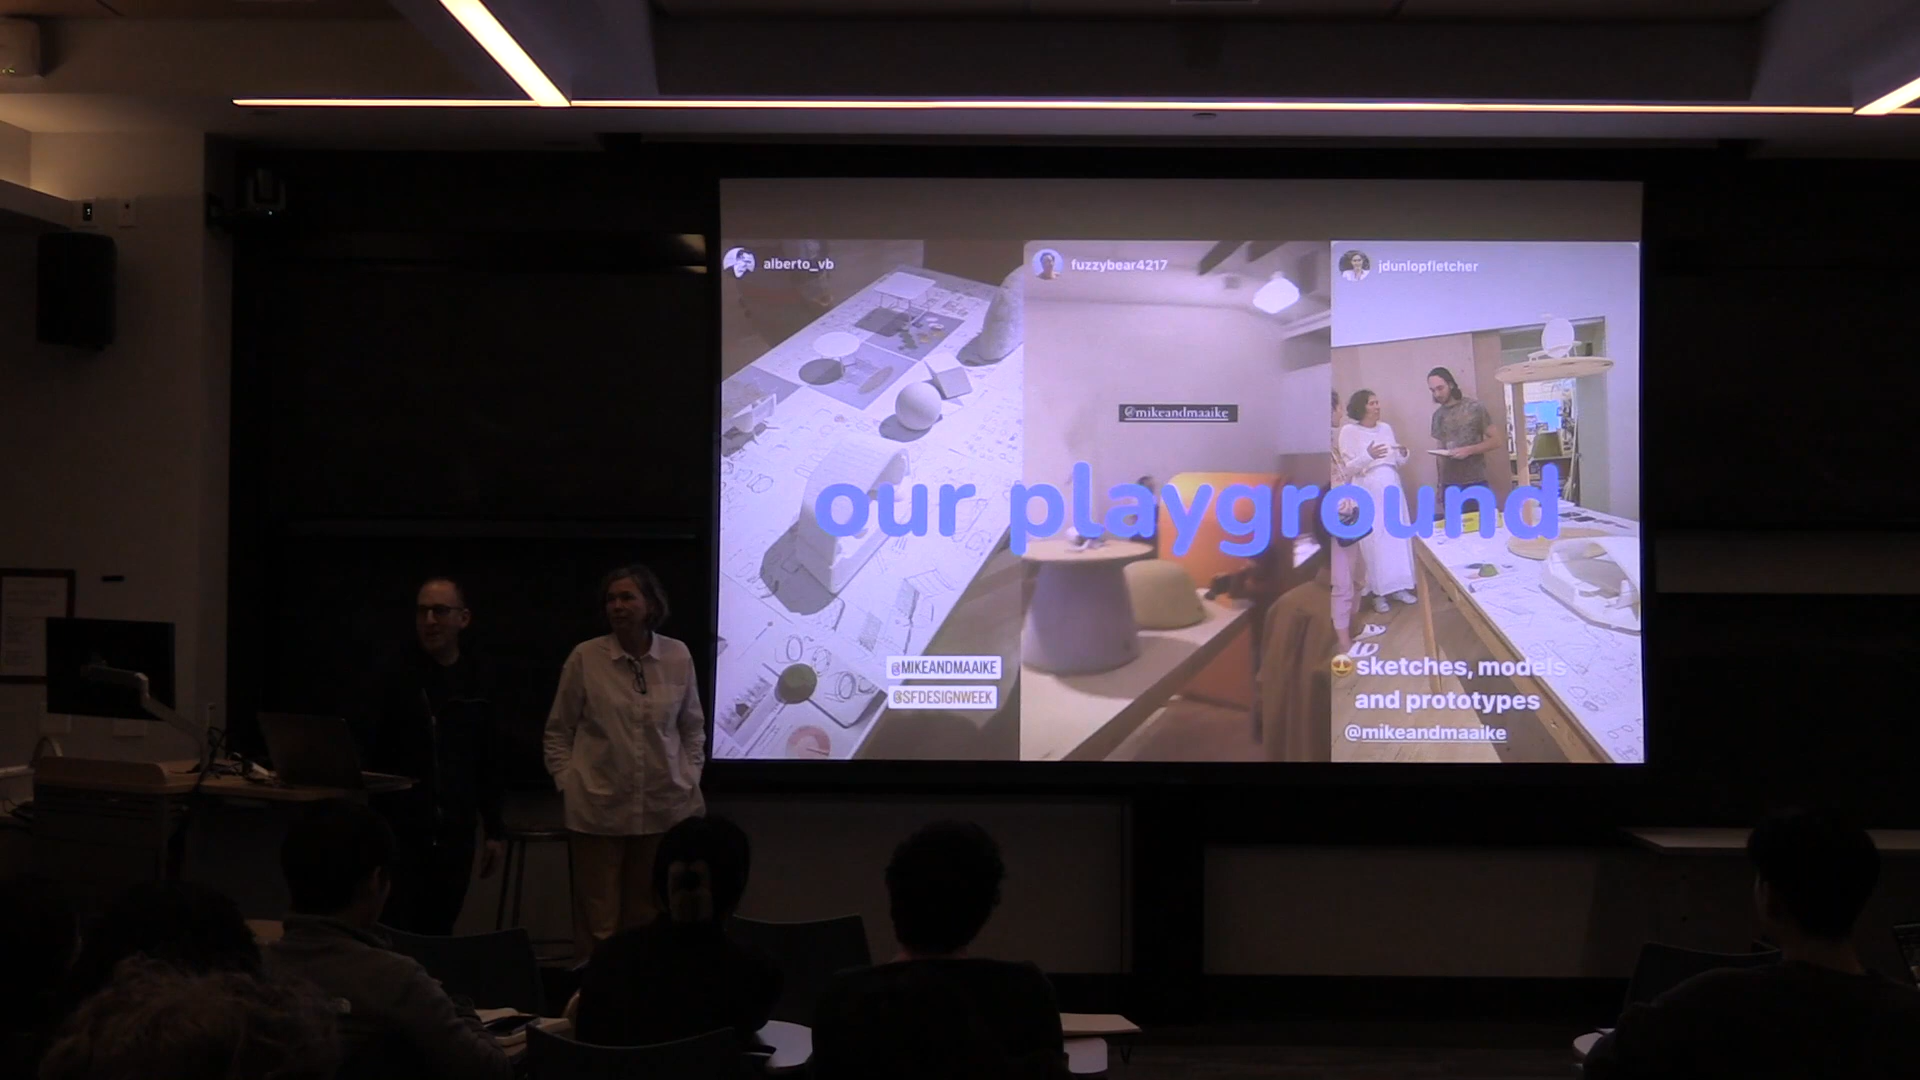 alberto_vb
fuzzybear4217
jdunlopfletcher
@mikeandmaaike
our playground
@MIKEANDMAAIKE
@SFDESIGNWEEK
sketches, models
and prototypes
@mikeandmaaike